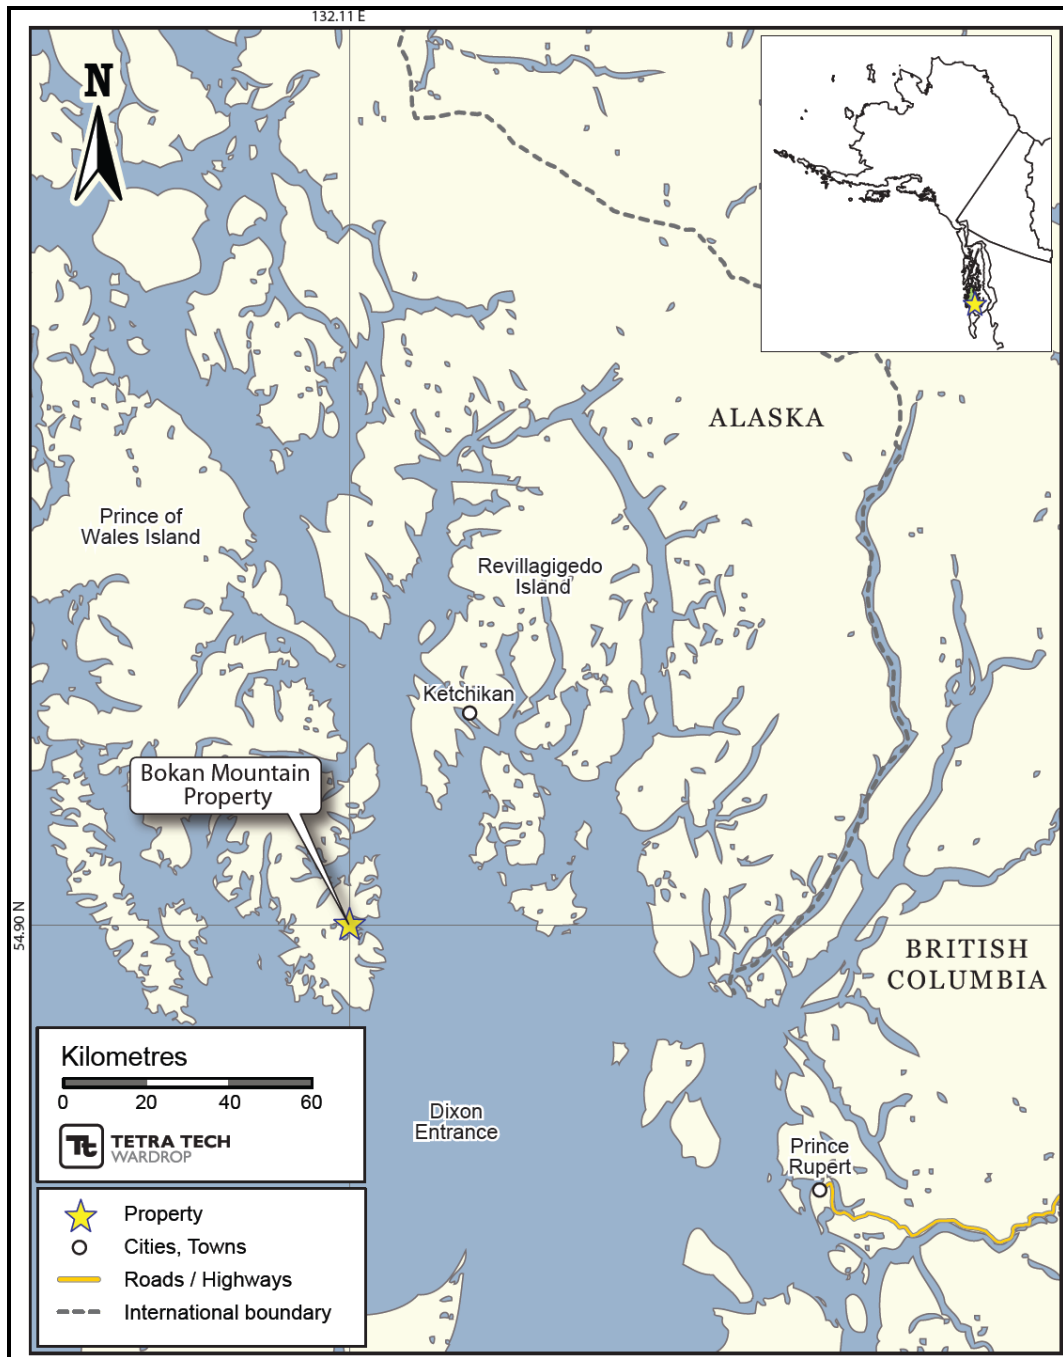 132.11 E
N
ALASKA
Prince of
Wales Island
Revillagigedo
Island
Ketchikan
Bokan Mountain
Property
54.90 N
BRITISH
COLUMBIA
Kilometres
0 20 40 60
Tt TETRA TECH
WARDROP
Dixon
Entrance
Prince
Rupert
Property
Cities, Towns
Roads / Highways
International boundary